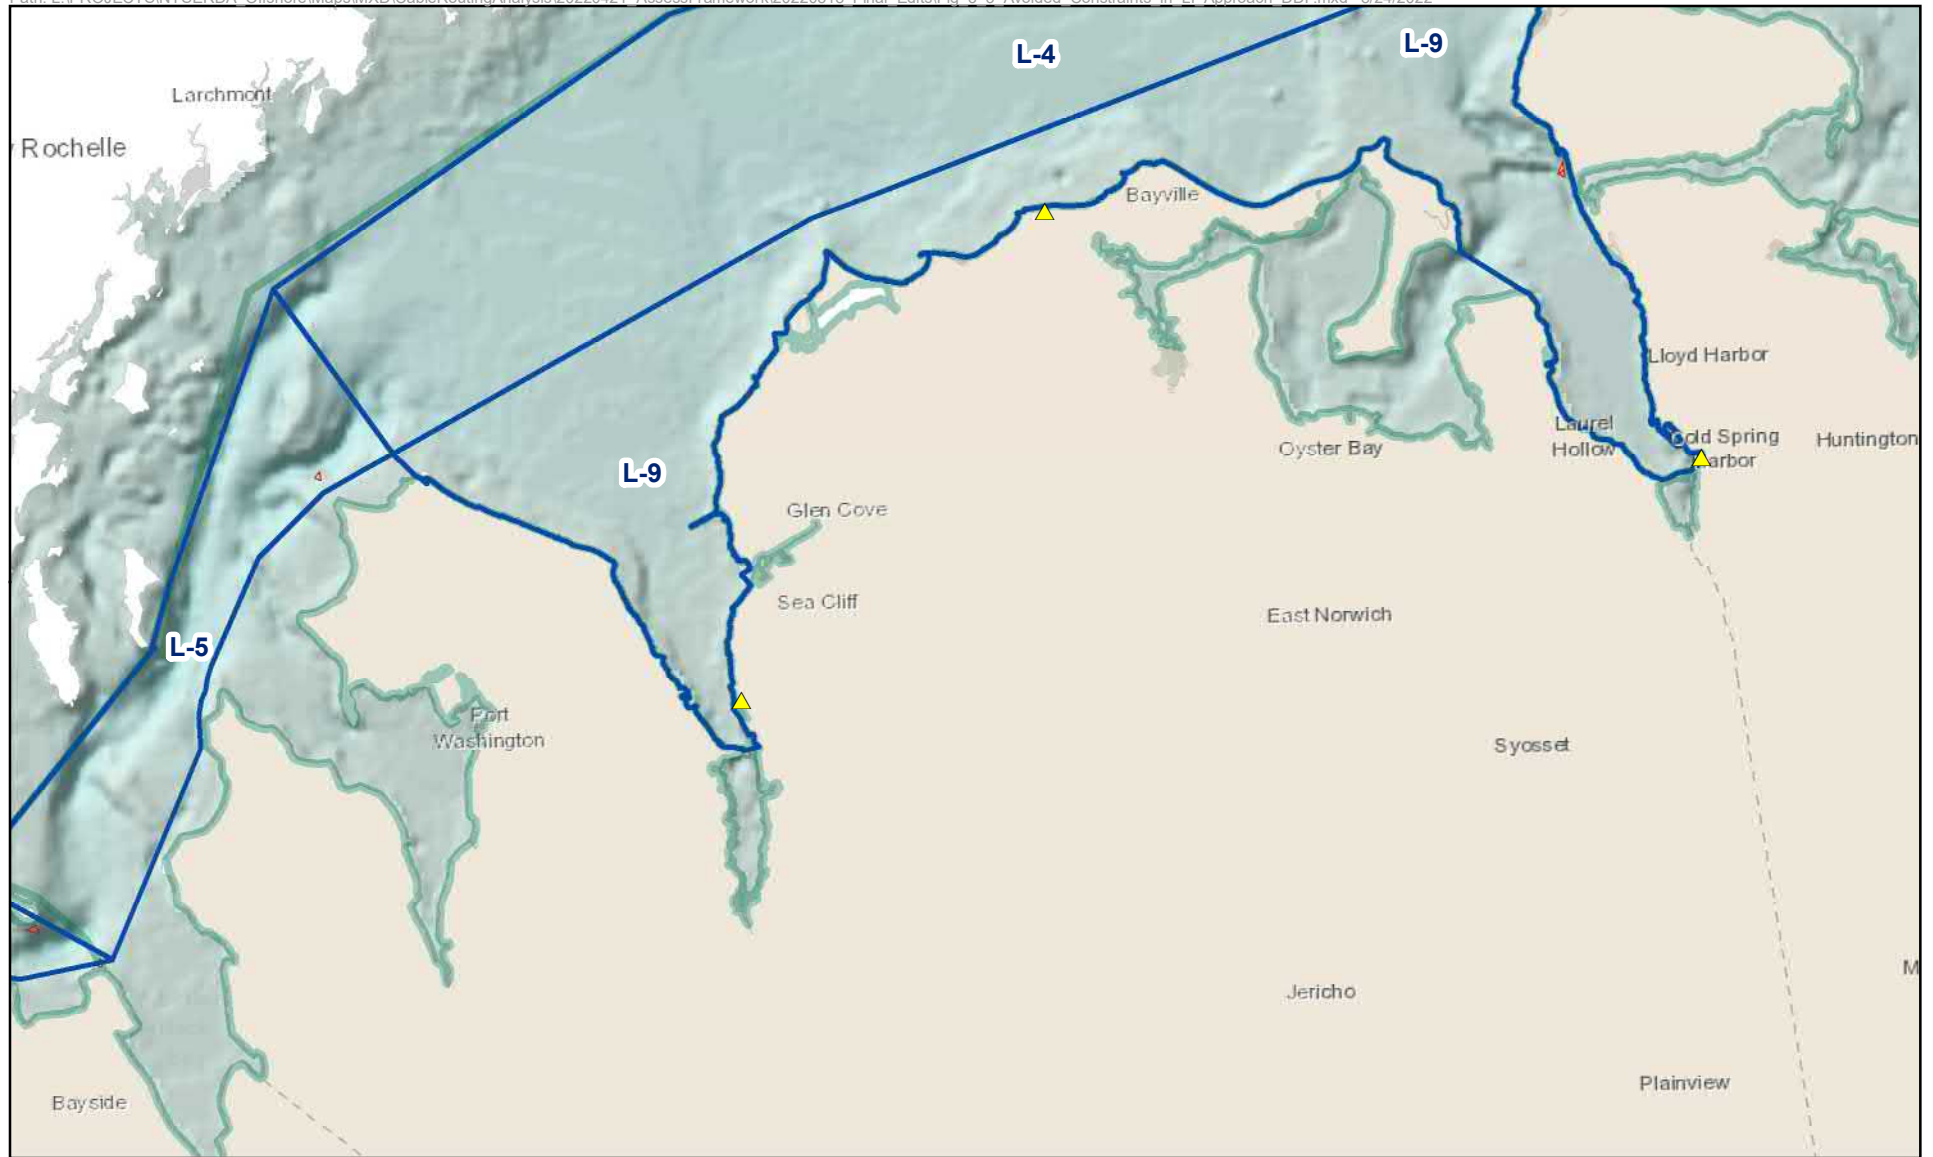 L-4
L-9
Larchmont
Rochelle
Bayville
Lloyd Harbor
Laurel
Hollow
Cold Spring
Harbor
Huntington
Oyster Bay
L-9
Glen Cove
Sea Cliff
East Norwich
L-5
Port
Washington
Syosset
M
Jericho
Plainview
Bayside